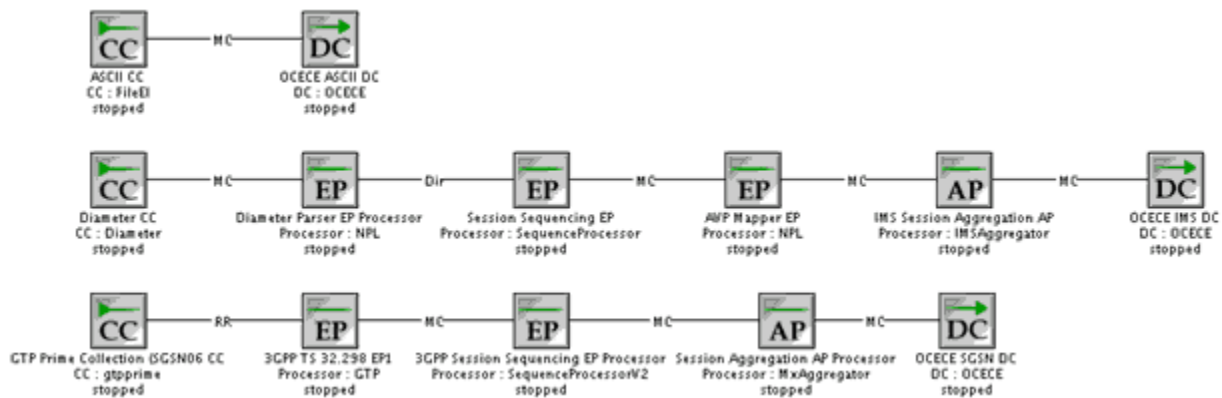 CC MC DC
ASCII CC OCECE ASCII DC
CC : FileEI DC : OCECE
stopped stopped
CC MC EP Dir EP MC EP MC AP MC DC
Diameter CC Diameter Parser EP Processor Session Sequencing EP AVP Mapper EP IMS Session Aggregation AP OCECE IMS DC
CC : Diameter Processor : NPL Processor : SequenceProcessor Processor : NPL Processor : IMSAggregator DC : OCECE
stopped stopped stopped stopped stopped stopped
CC RR EP MC EP MC AP MC DC
GTP Prime Collection (SGSN06 CC 3GPP TS 32.298 EP1 3GPP Session Sequencing EP Processor Session Aggregation AP Processor OCECE SGSN DC
CC : gtpprime Processor : GTP Processor : SequenceProcessorV2 Processor : MxAggregator DC : OCECE
stopped stopped stopped stopped stopped